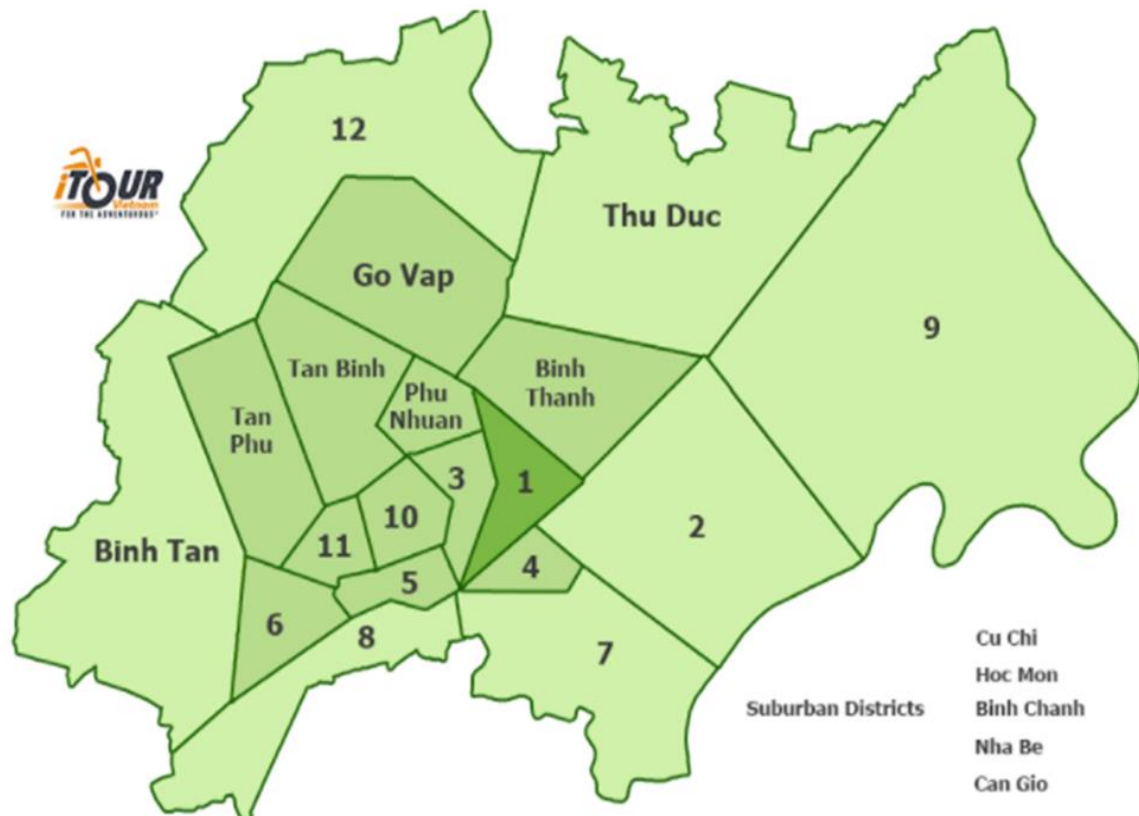 12
iTOUR
Vietnam
FOR THE ADVENTUROUS
Thu Duc
Go Vap
9
Tan Binh
Binh
Thanh
Phu
Nhuan
Tan
Phu
3
1
10
2
11
Binh Tan
4
5
6
8
7
Cu Chi
Hoc Mon
Suburban Districts
Binh Chanh
Nha Be
Can Gio